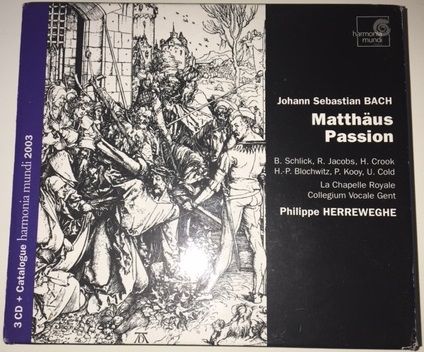 harmonia
mundi
Johann Sebastian BACH
Matthäus
Passion
B. Schlick, R. Jacobs, H. Crook
H.-P. Blochwitz, P. Kooy, U. Cold
La Chapelle Royale
Collegium Vocale Gent
Philippe HERREWEGHE
3 CD + Catalogue harmonia mundi 2003